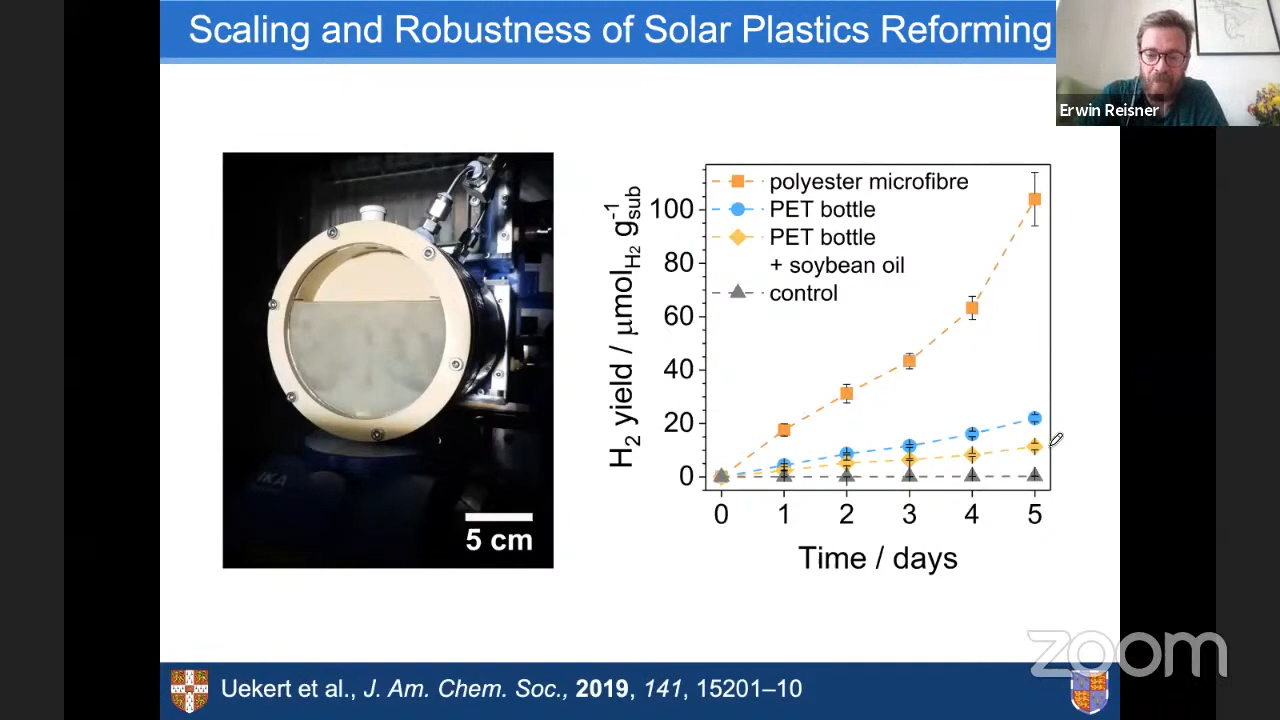 Scaling and Robustness of Solar Plastics Reforming
Erwin Reisner
5 cm
IKA
H2 yield / μmolH2 g-1sub
100
80
60
40
20
0
polyester microfibre
PET bottle
PET bottle
+ soybean oil
control
0 1 2 3 4 5
Time / days
zoom
Uekert et al., J. Am. Chem. Soc., 2019, 141, 15201–10